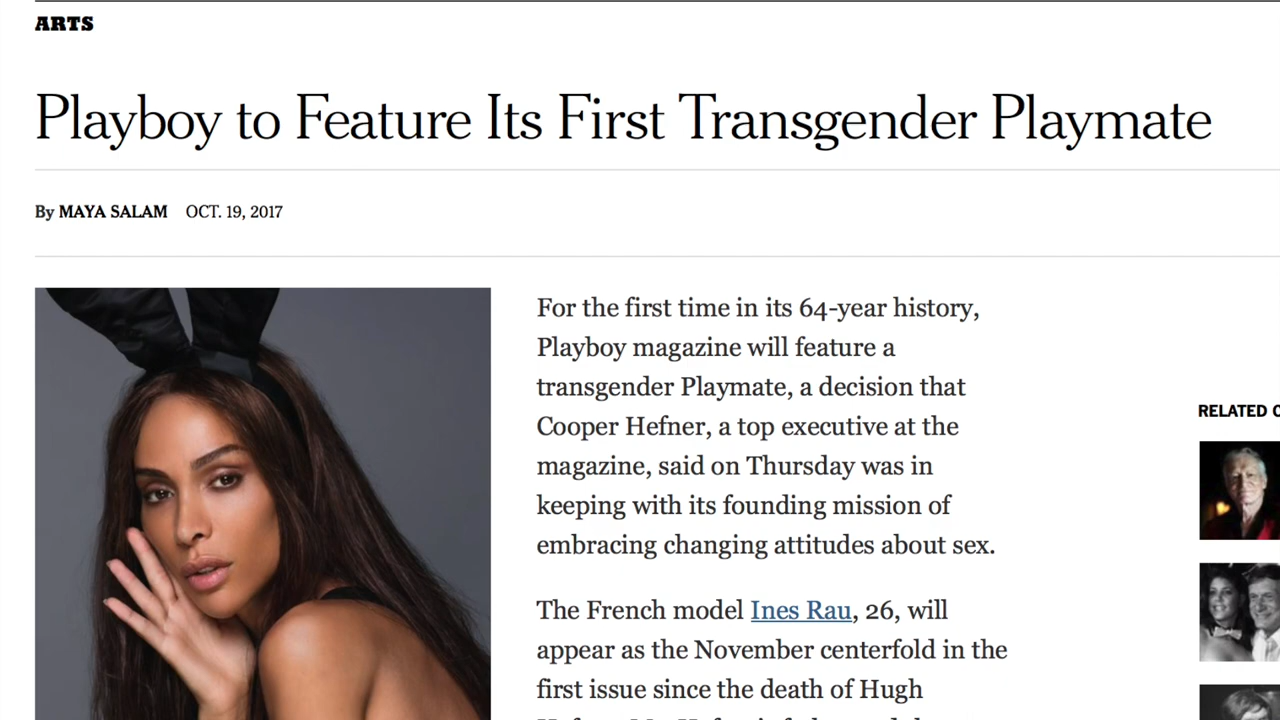 ARTS
Playboy to Feature Its First Transgender Playmate
By MAYA SALAM OCT. 19, 2017
For the first time in its 64-year history,
Playboy magazine will feature a
transgender Playmate, a decision that
Cooper Hefner, a top executive at the
magazine, said on Thursday was in
keeping with its founding mission of
embracing changing attitudes about sex.
The French model Ines Rau, 26, will
appear as the November centerfold in the
first issue since the death of Hugh
RELATED